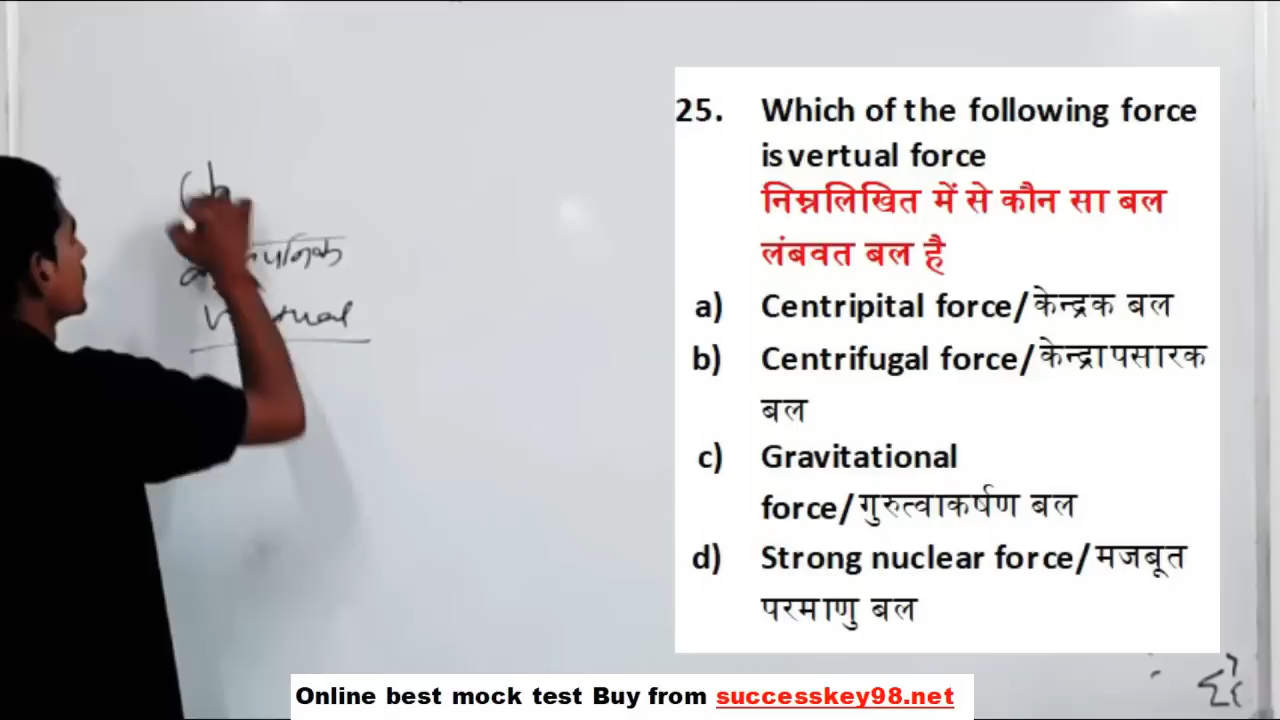 (b
Virtual
25. Which of the following force
is vertual force
निम्नलिखित में से कौन सा बल
लंबवत बल है
a) Centripital force/केन्द्रक बल
b) Centrifugal force/केन्द्रापसारक
बल
c) Gravitational
force/गुरुत्वाकर्षण बल
d) Strong nuclear force/मजबूत
परमाणु बल
Online best mock test Buy from successkey98.net